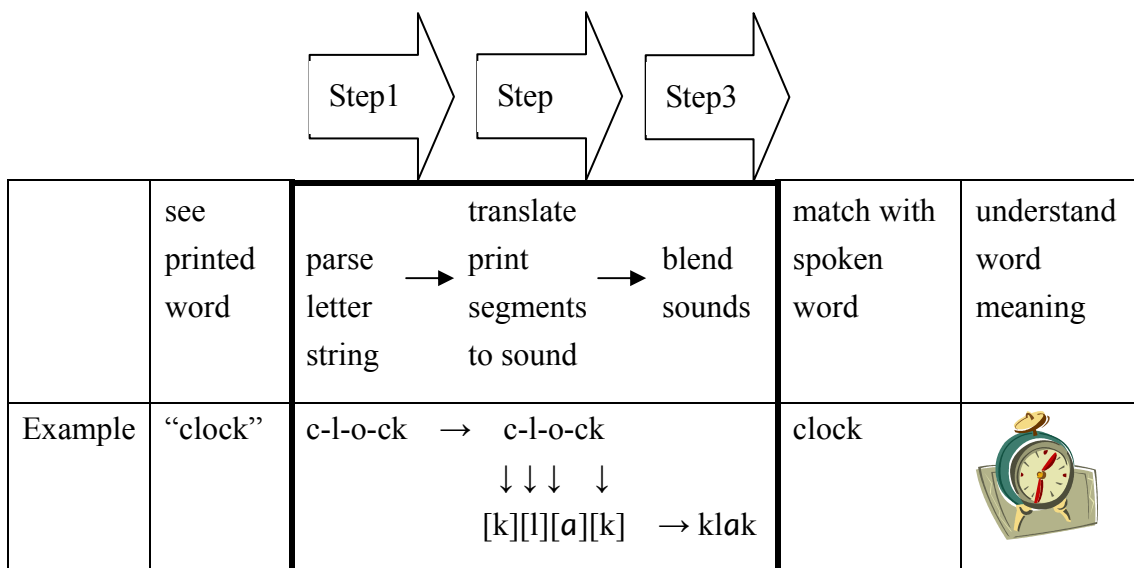 Step1
Step
Step3
see
printed
word
parse
letter
string
translate
print
segments
to sound
blend
sounds
match with
spoken
word
understand
word
meaning
Example
“clock”
c-l-o-ck → c-l-o-ck
↓ ↓ ↓ ↓
[k][l][ɑ][k] → klɑk
clock